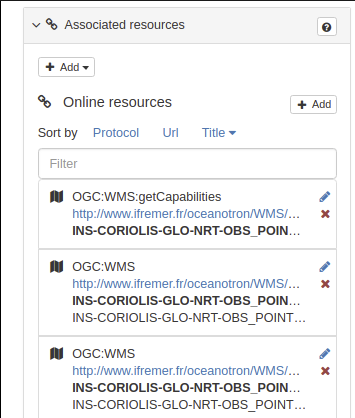 Associated resources
+ Add
Online resources
+ Add
Sort by Protocol Url Title
Filter
OGC:WMS:getCapabilities
http://www.ifremer.fr/oceanotron/WMS/...
INS-CORIOLIS-GLO-NRT-OBS_POIN...
OGC:WMS
http://www.ifremer.fr/oceanotron/WMS/...
INS-CORIOLIS-GLO-NRT-OBS_POIN...
INS-CORIOLIS-GLO-NRT-OBS_POINT...
OGC:WMS
http://www.ifremer.fr/oceanotron/WMS/...
INS-CORIOLIS-GLO-NRT-OBS_POIN...
INS-CORIOLIS-GLO-NRT-OBS_POINT...